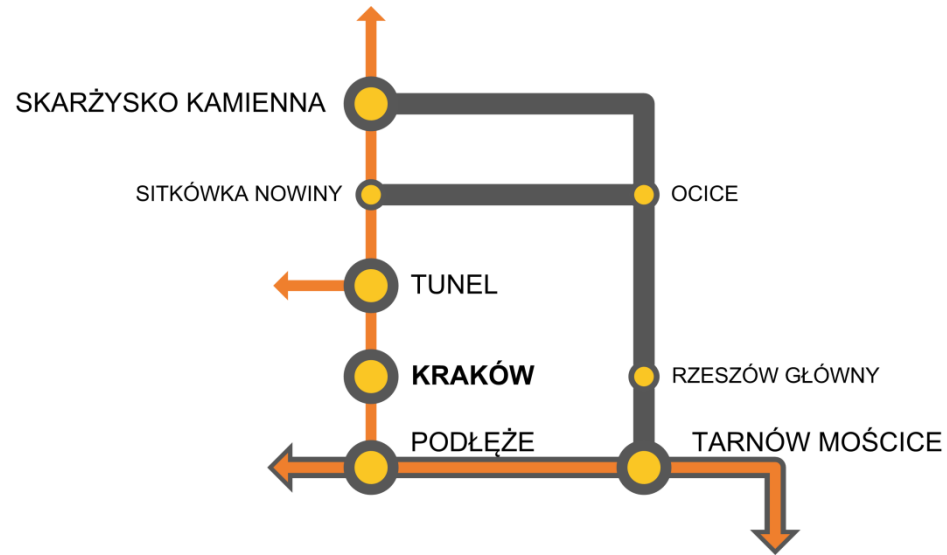 SKARŻYSKO KAMIENNA
SITKÓWKA NOWINY
OCICE
TUNEL
KRAKÓW
RZESZÓW GŁÓWNY
PODŁĘŻE
TARNÓW MOŚCICE